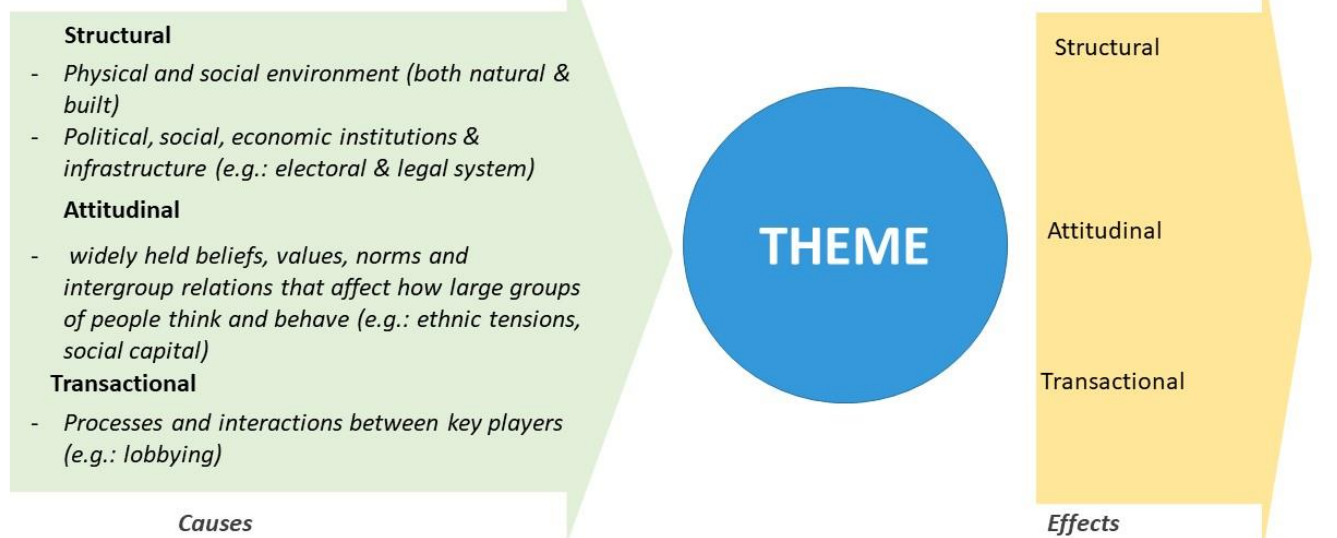 Structural
- Physical and social environment (both natural &
built)
- Political, social, economic institutions &
infrastructure (e.g.: electoral & legal system)
Attitudinal
- widely held beliefs, values, norms and
intergroup relations that affect how large groups
of people think and behave (e.g.: ethnic tensions,
social capital)
Transactional
- Processes and interactions between key players
(e.g.: lobbying)
Causes
THEME
Structural
Attitudinal
Transactional
Effects